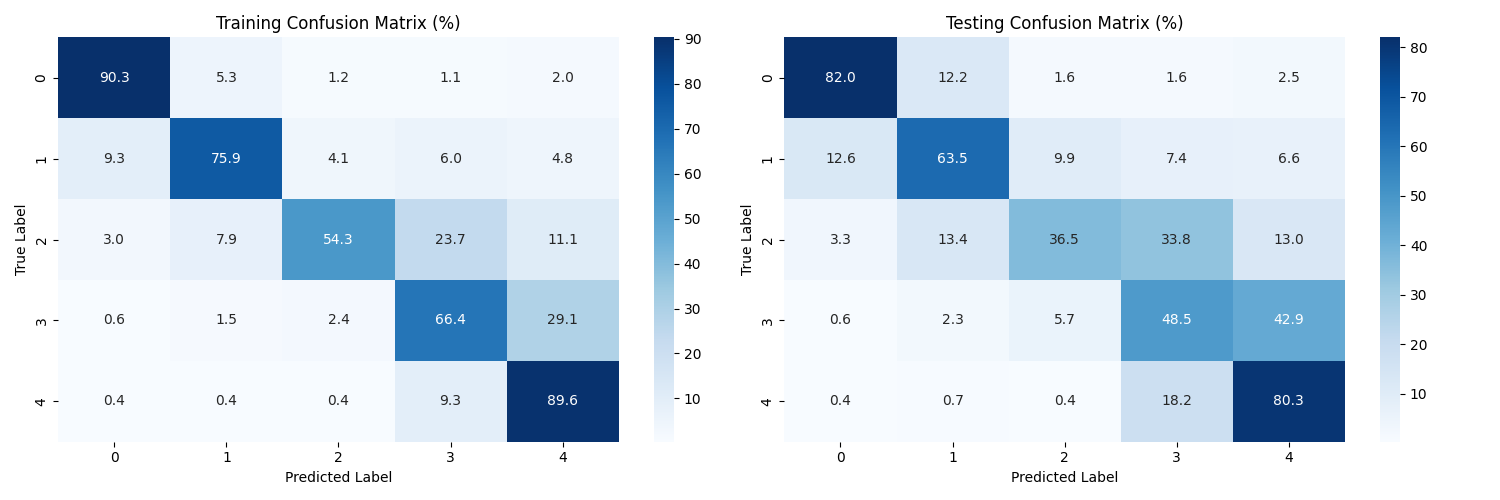 Training Confusion Matrix (%)
True Label
0
1
2
3
4
90.3 5.3 1.2 1.1 2.0
9.3 75.9 4.1 6.0 4.8
3.0 7.9 54.3 23.7 11.1
0.6 1.5 2.4 66.4 29.1
0.4 0.4 0.4 9.3 89.6
0 1 2 3 4
Predicted Label
90
80
70
60
50
40
30
20
10
Testing Confusion Matrix (%)
True Label
0
1
2
3
4
82.0 12.2 1.6 1.6 2.5
12.6 63.5 9.9 7.4 6.6
3.3 13.4 36.5 33.8 13.0
0.6 2.3 5.7 48.5 42.9
0.4 0.7 0.4 18.2 80.3
0 1 2 3 4
Predicted Label
80
70
60
50
40
30
20
10